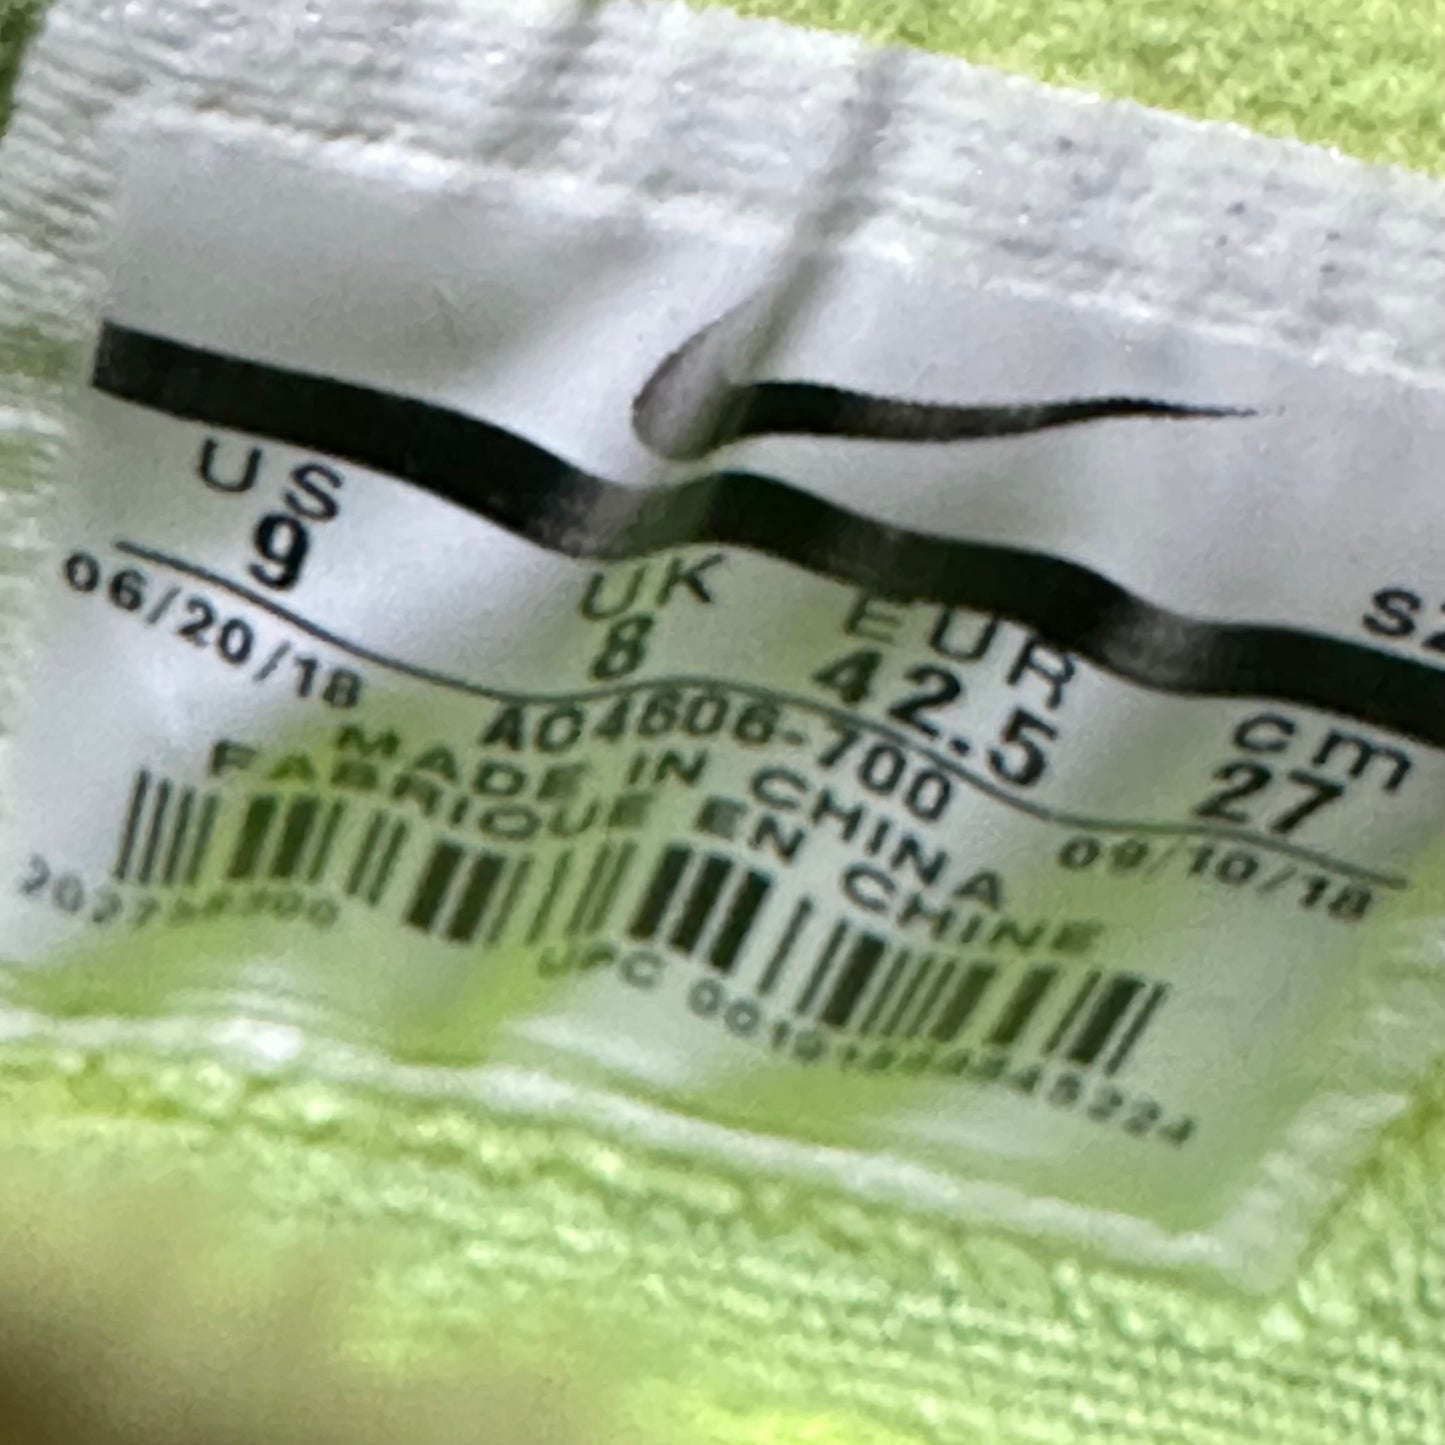 US UK EUR cm
9 8 42.5 27
06/20/18 09/10/18
AO4606-700
MADE IN CHINA
FABRIQUE EN CHINE
UPC